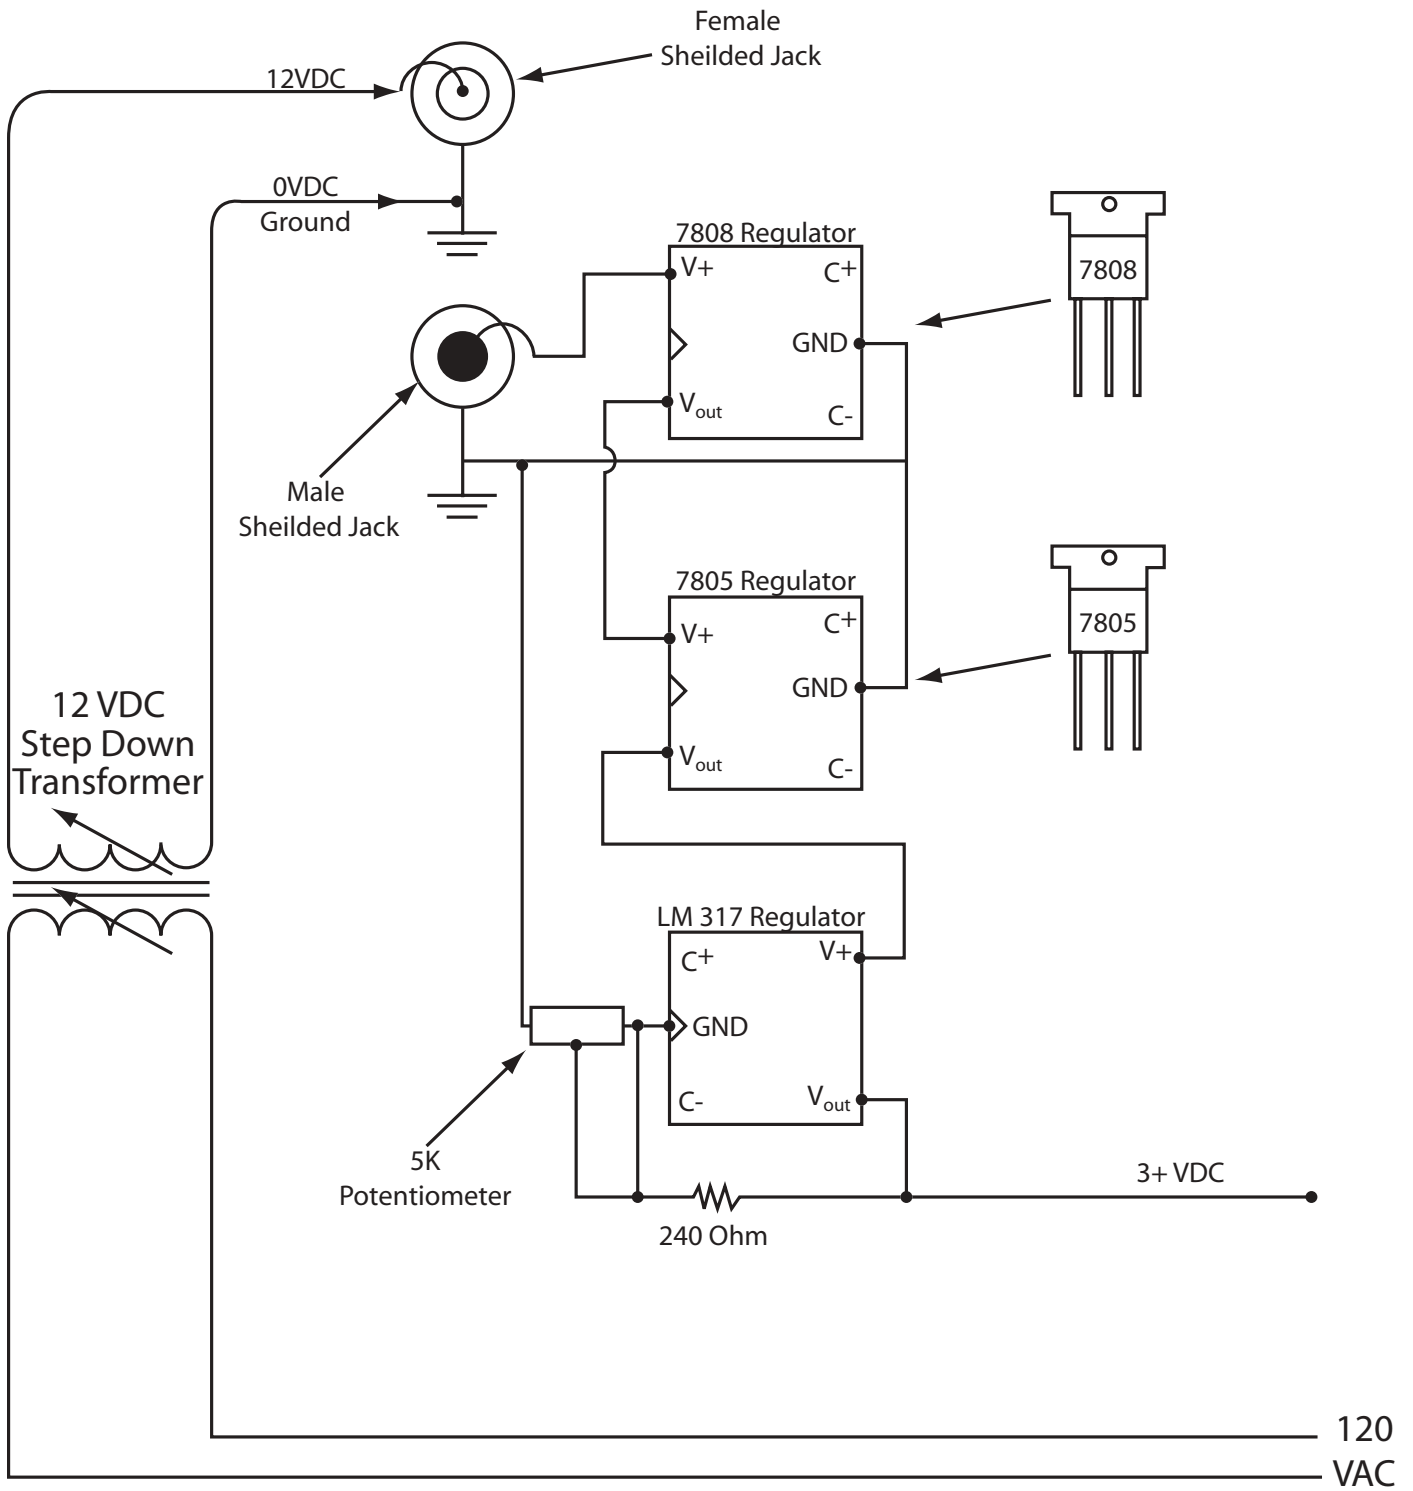 Female
Sheilded Jack
12VDC
0VDC
Ground
7808 Regulator
V+
C+
GND
Vout
C-
7808
Male
Sheilded Jack
7805 Regulator
V+
C+
GND
Vout
C-
7805
12 VDC
Step Down
Transformer
LM 317 Regulator
C+
V+
GND
C-
Vout
5K
Potentiometer
240 Ohm
3+ VDC
120
VAC